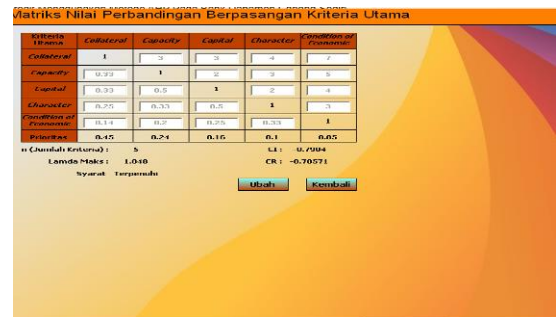 Matriks Nilai Perbandingan Berpasangan Kriteria Utama
Kriteria Utama Collateral Capacity Capital Character Condition of Economic
Collateral 1 3 3 4 7
Capacity 0.33 1 2 3 5
Capital 0.33 0.5 1 2 4
Character 0.25 0.33 0.5 1 3
Condition of Economic 0.14 0.2 0.25 0.33 1
Prioritas 0.45 0.24 0.16 0.1 0.05
n (Jumlah Kriteria) : 5 CI : -0.7904
Lamda Maks : 1.048 CR : -0.70571
Syarat Terpenuhi
Ubah Kembali